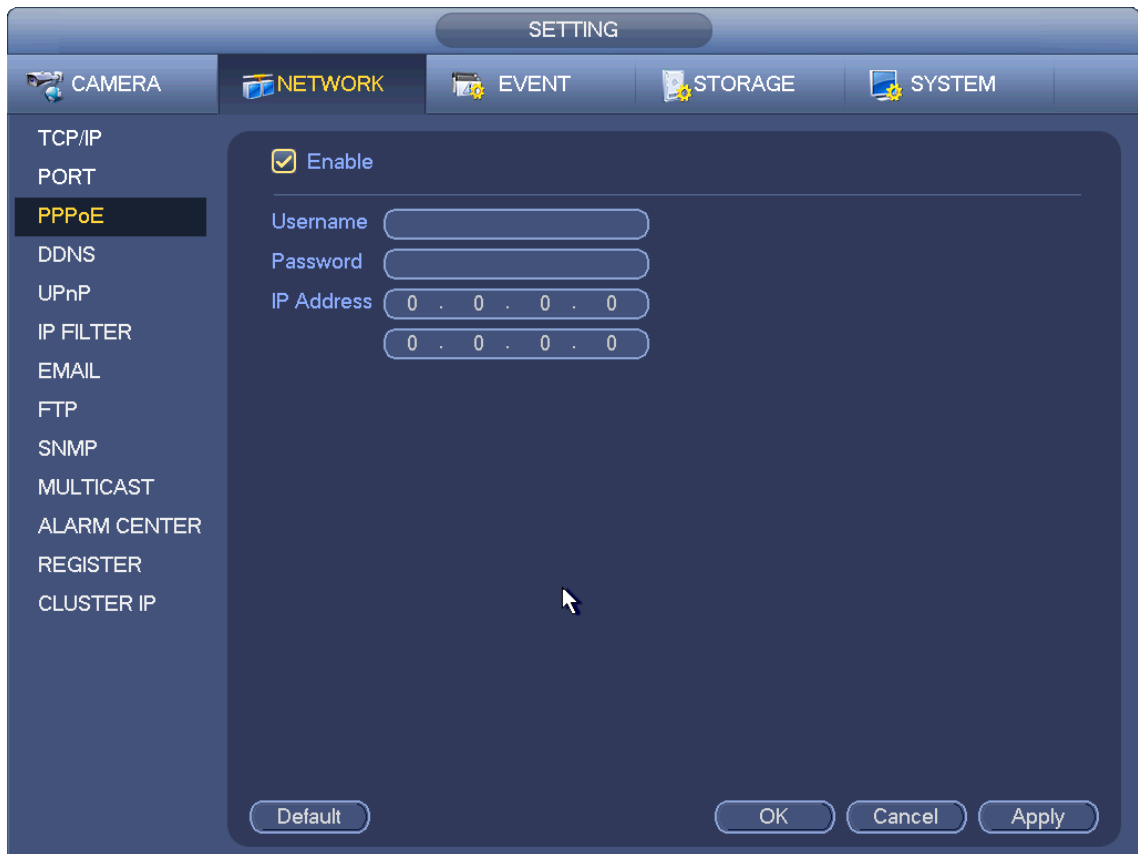 SETTING
CAMERA NETWORK EVENT STORAGE SYSTEM
TCP/IP
PORT
PPPoE
DDNS
UPnP
IP FILTER
EMAIL
FTP
SNMP
MULTICAST
ALARM CENTER
REGISTER
CLUSTER IP
Enable
Username
Password
IP Address 0 . 0 . 0 . 0
0 . 0 . 0 . 0
Default OK Cancel Apply